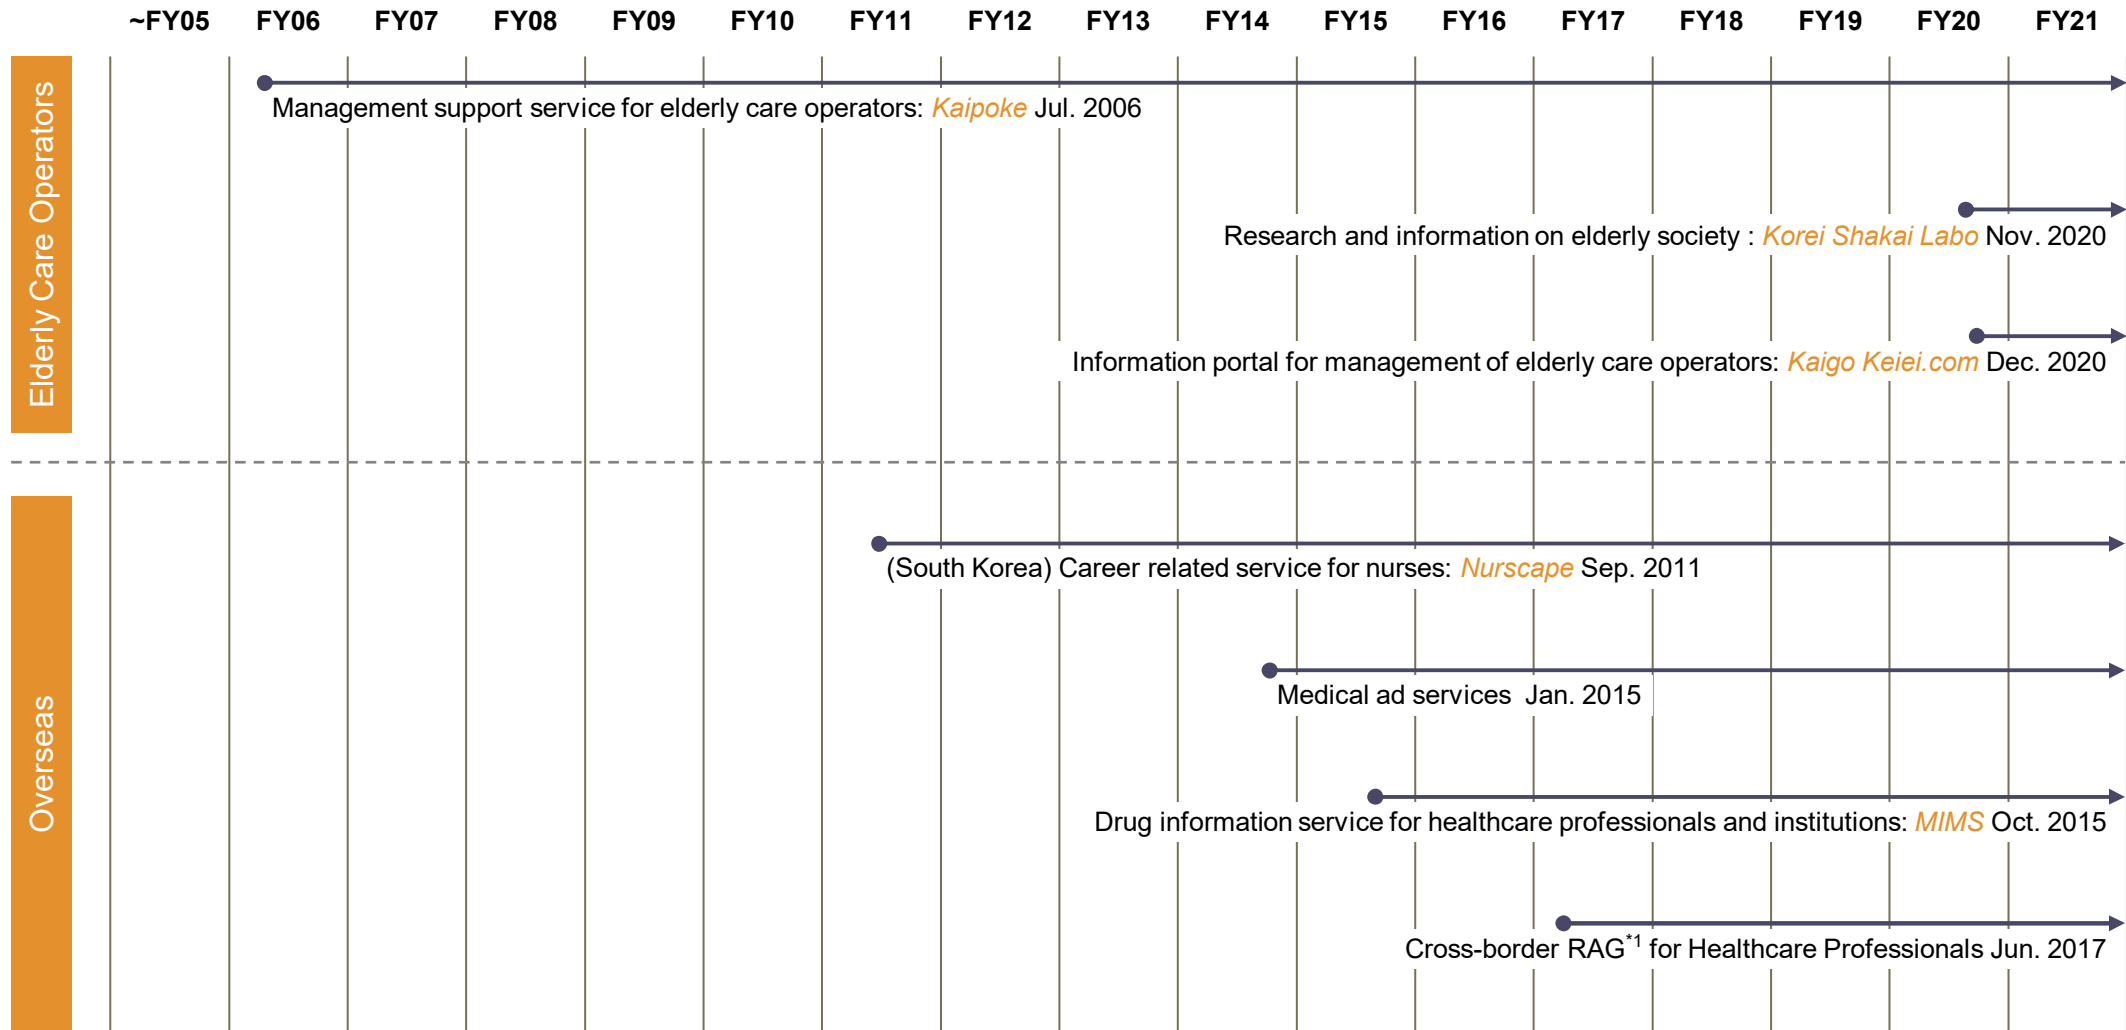 ~FY05 FY06 FY07 FY08 FY09 FY10 FY11 FY12 FY13 FY14 FY15 FY16 FY17 FY18 FY19 FY20 FY21
Elderly Care Operators
Management support service for elderly care operators: Kaipoke Jul. 2006
Research and information on elderly society : Korei Shakai Labo Nov. 2020
Information portal for management of elderly care operators: Kaigo Keiei.com Dec. 2020
Overseas
(South Korea) Career related service for nurses: Nurscape Sep. 2011
Medical ad services Jan. 2015
Drug information service for healthcare professionals and institutions: MIMS Oct. 2015
Cross-border RAG*1 for Healthcare Professionals Jun. 2017